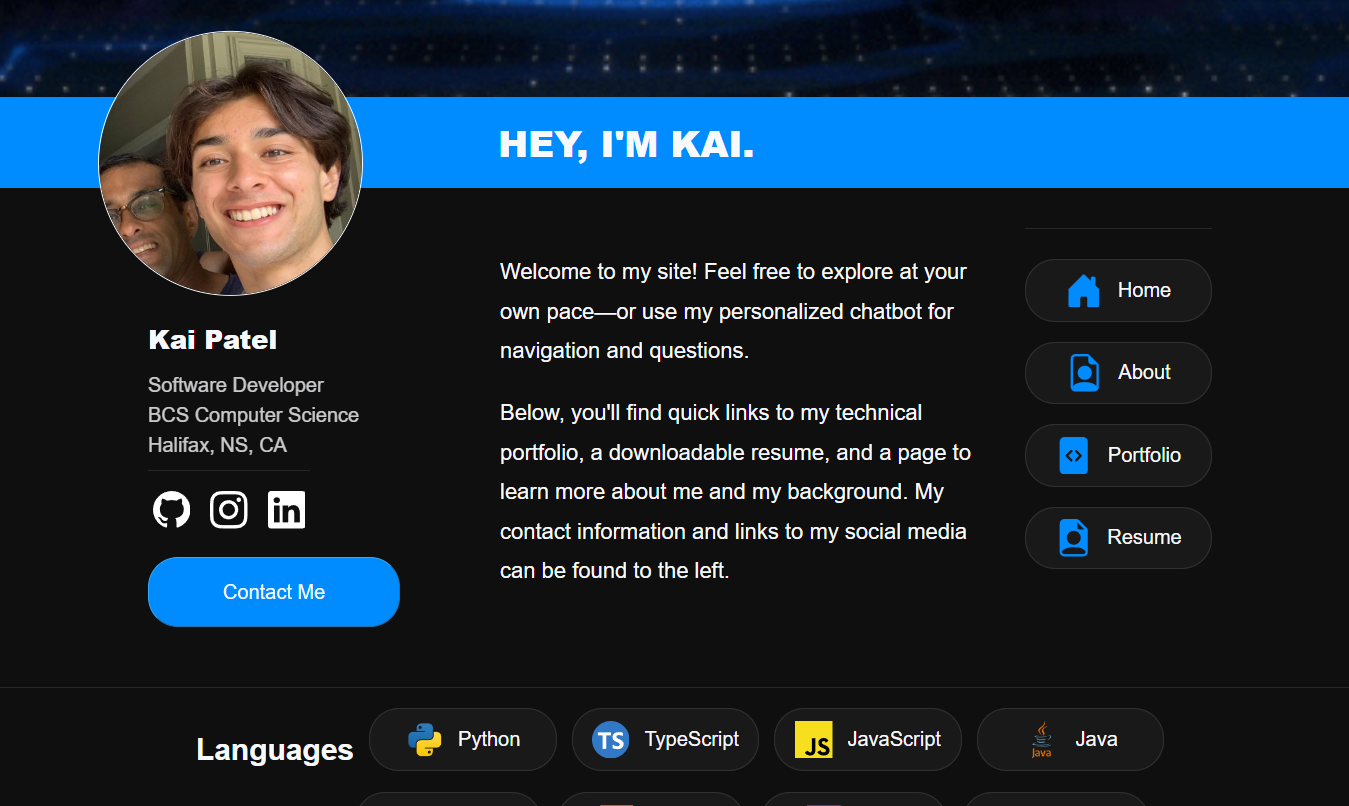 HEY, I'M KAI.
Kai Patel
Software Developer
BCS Computer Science
Halifax, NS, CA
in
Contact Me
Welcome to my site! Feel free to explore at your
own pace—or use my personalized chatbot for
navigation and questions.
Below, you'll find quick links to my technical
portfolio, a downloadable resume, and a page to
learn more about me and my background. My
contact information and links to my social media
can be found to the left.
Home
About
Portfolio
Resume
Languages
Python
TS TypeScript
JS JavaScript
Java Java